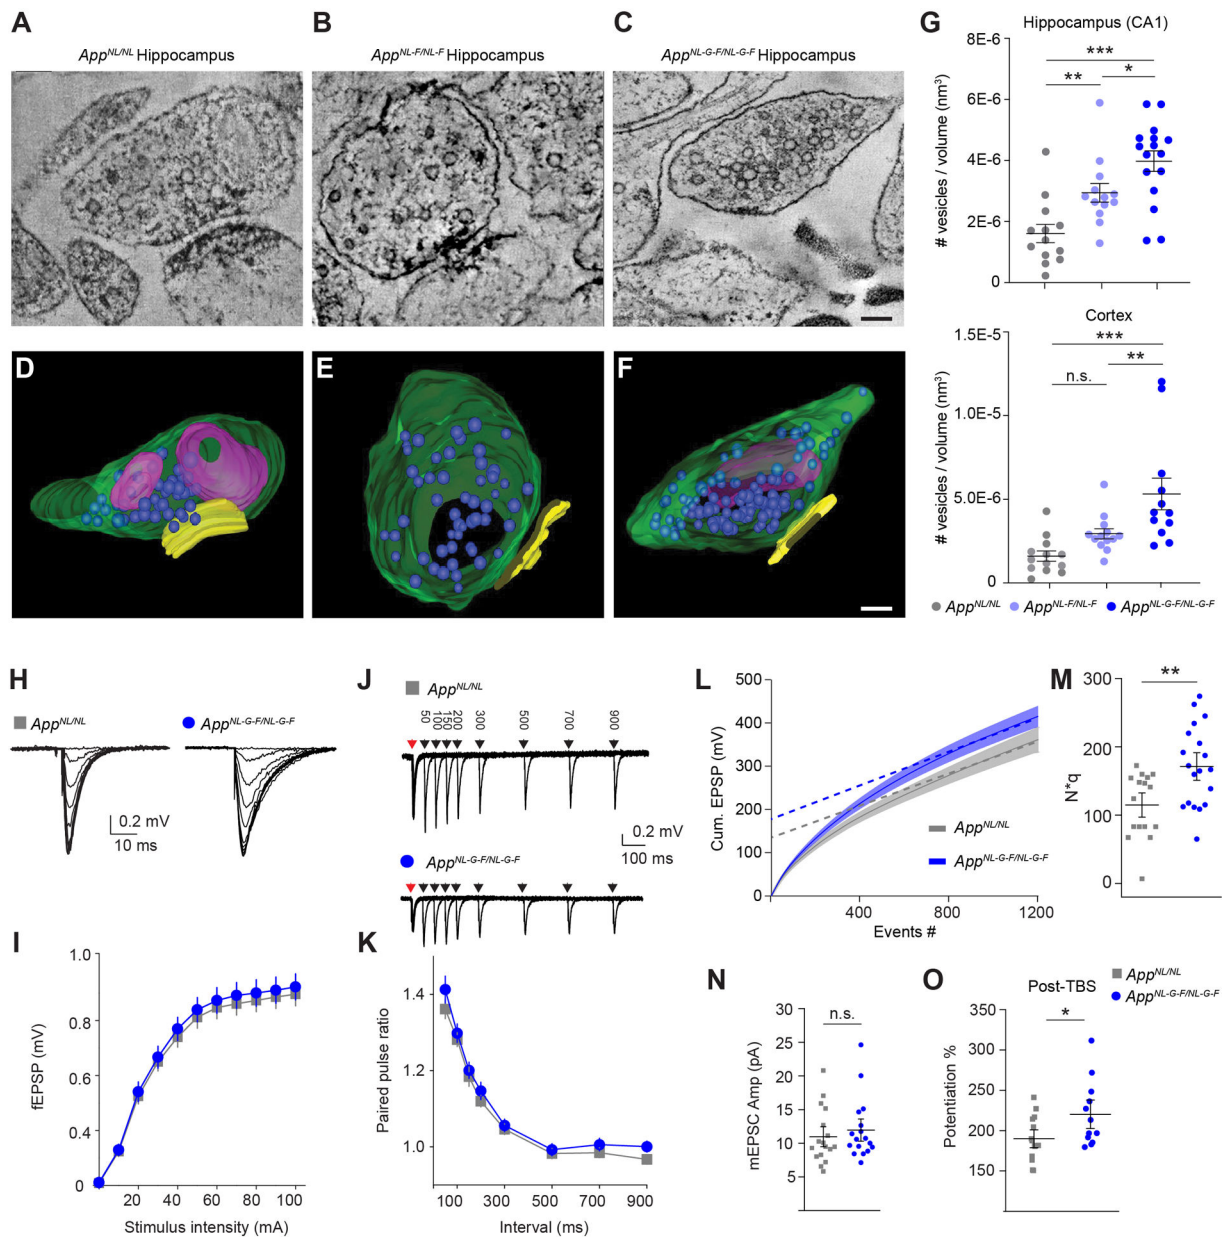 A
App^NL/NL Hippocampus
B
App^NL-F/NL-F Hippocampus
C
App^NL-G-F/NL-G-F Hippocampus
G
Hippocampus (CA1)
# vesicles / volume (nm³)
8E-6
6E-6
4E-6
2E-6
0
***
**
*
D
E
F
Cortex
# vesicles / volume (nm³)
1.5E-5
1.0E-5
5.0E-6
0
***
**
n.s.
App^NL/NL
App^NL-F/NL-F
App^NL-G-F/NL-G-F
H
App^NL/NL
App^NL-G-F/NL-G-F
0.2 mV
10 ms
J
App^NL/NL
50
100
150
200
300
500
700
900
0.2 mV
100 ms
App^NL-G-F/NL-G-F
L
Cum. EPSP (mV)
500
400
300
200
100
0
400
800
1200
Events #
App^NL/NL
App^NL-G-F/NL-G-F
M
N*q
300
200
100
0
**
I
fEPSP (mV)
1.0
0.8
0.6
0.4
0
20
40
60
80
100
Stimulus intensity (mA)
K
Paired pulse ratio
1.4
1.2
1.0
100
300
500
700
900
Interval (ms)
N
n.s.
mEPSC Amp (pA)
30
25
20
15
10
5
O
Post-TBS
App^NL/NL
App^NL-G-F/NL-G-F
*
Potentiation %
350
300
250
200
150